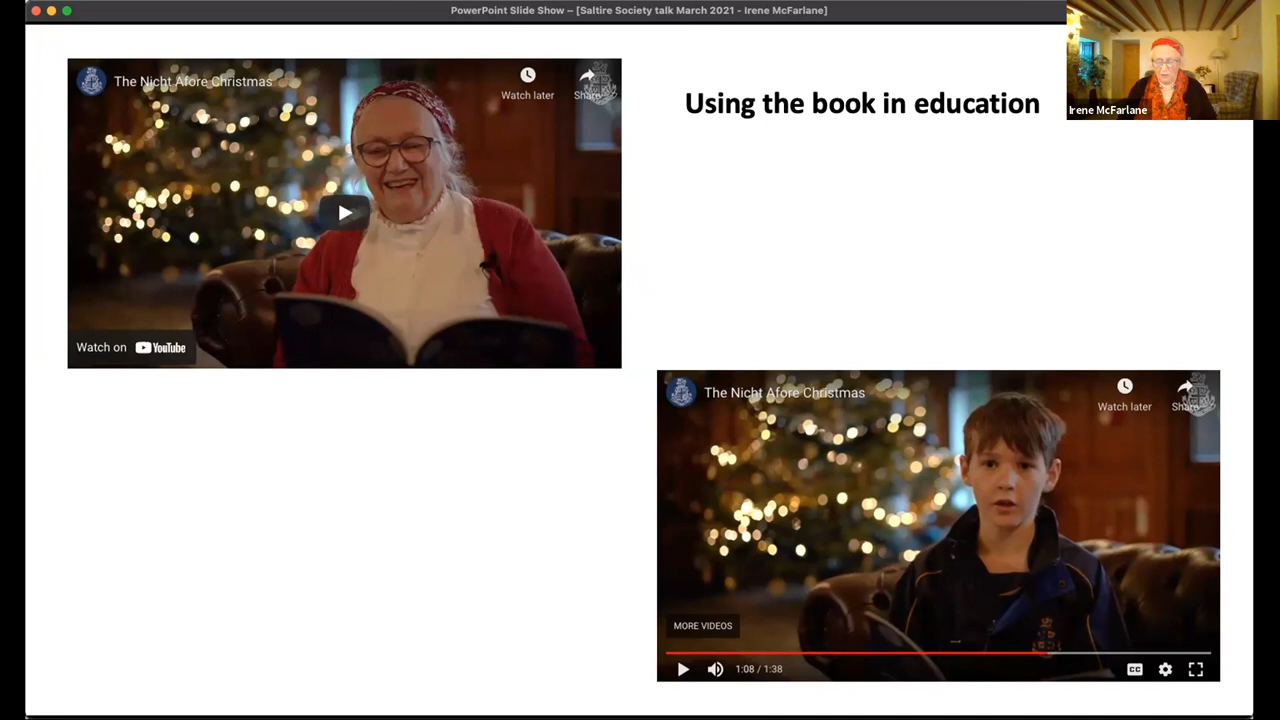 PowerPoint Slide Show – [Saltire Society talk March 2021 - Irene McFarlane]
The Nicht Afore Christmas
Watch later
Share
Using the book in education
Irene McFarlane
Watch on YouTube
The Nicht Afore Christmas
Watch later
Share
MORE VIDEOS
1:08 / 1:38
CC